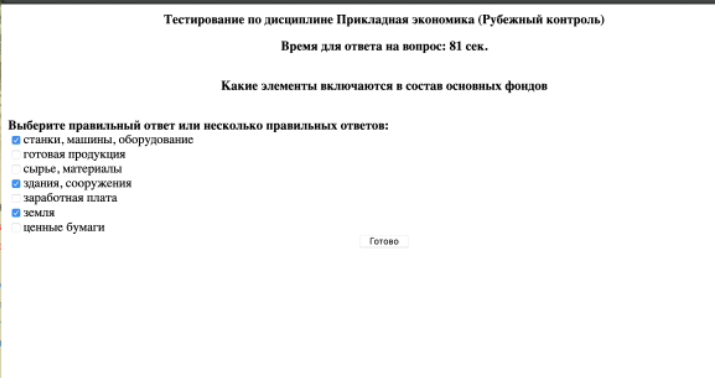 Тестирование по дисциплине Прикладная экономика (Рубежный контроль)
Время для ответа на вопрос: 81 сек.
Какие элементы включаются в состав основных фондов
Выберите правильный ответ или несколько правильных ответов:
станки, машины, оборудование
готовая продукция
сырье, материалы
здания, сооружения
заработная плата
земля
ценные бумаги
Готово